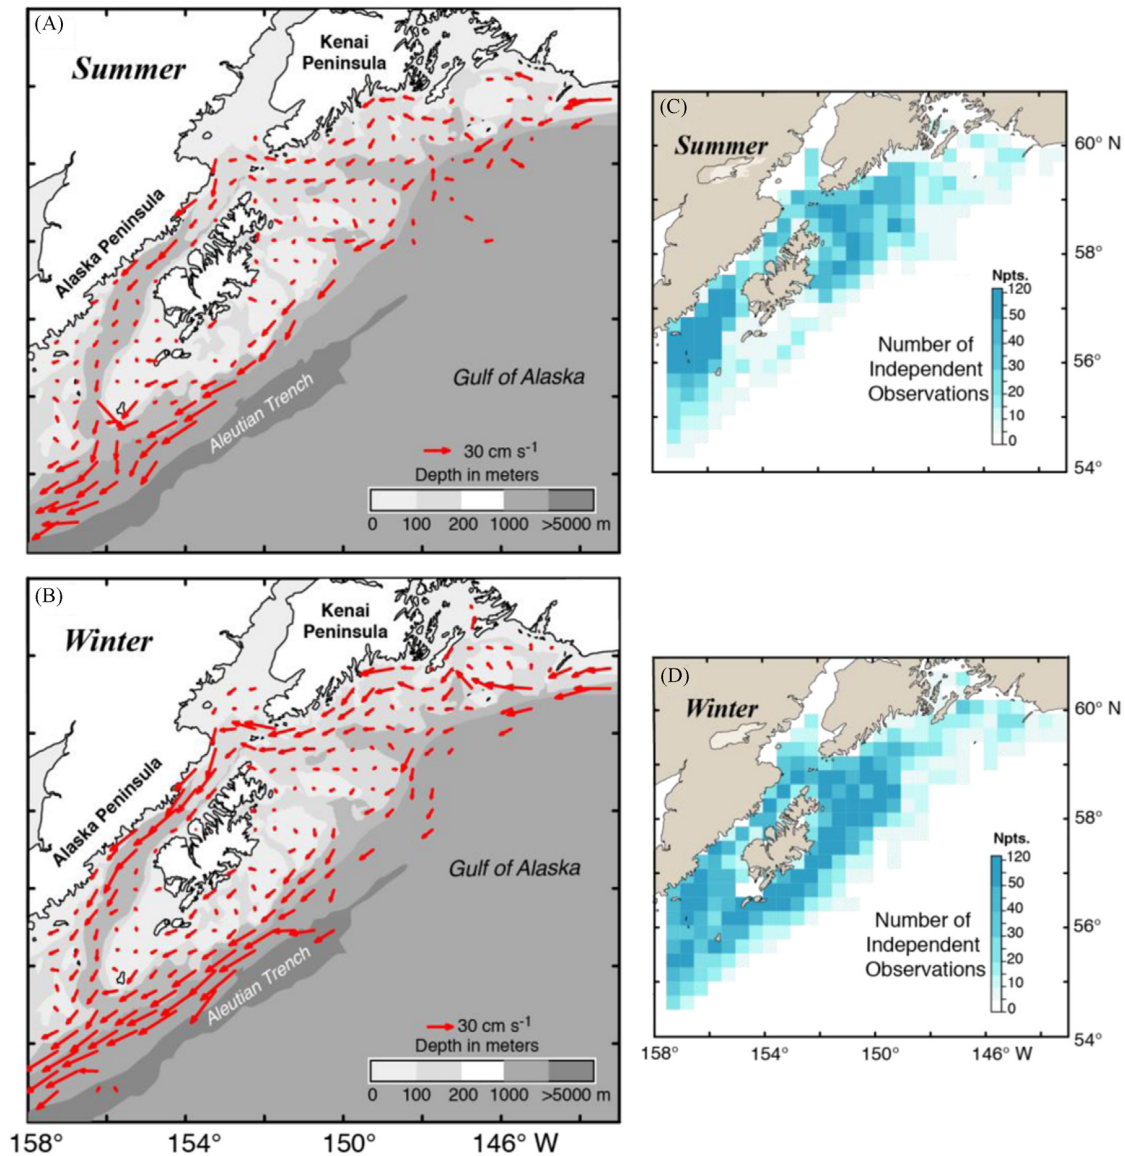 (A)
Summer
Kenai
Peninsula
Alaska Peninsula
Gulf of Alaska
Aleutian Trench
30 cm s-1
Depth in meters
0 100 200 1000 >5000 m
(B)
Winter
Kenai
Peninsula
Alaska Peninsula
Gulf of Alaska
Aleutian Trench
30 cm s-1
Depth in meters
0 100 200 1000 >5000 m
158° 154° 150° 146° W
(C)
Summer
60° N
58°
56°
54°
Npts.
120
50
40
30
20
10
0
Number of
Independent
Observations
(D)
Winter
60° N
58°
56°
54°
Npts.
120
50
40
30
20
10
0
Number of
Independent
Observations
158° 154° 150° 146° W